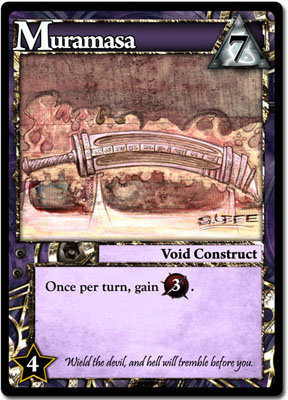 Muramasa
7
Void Construct
Once per turn, gain 3 .
4
Wield the devil, and hell will tremble before you.